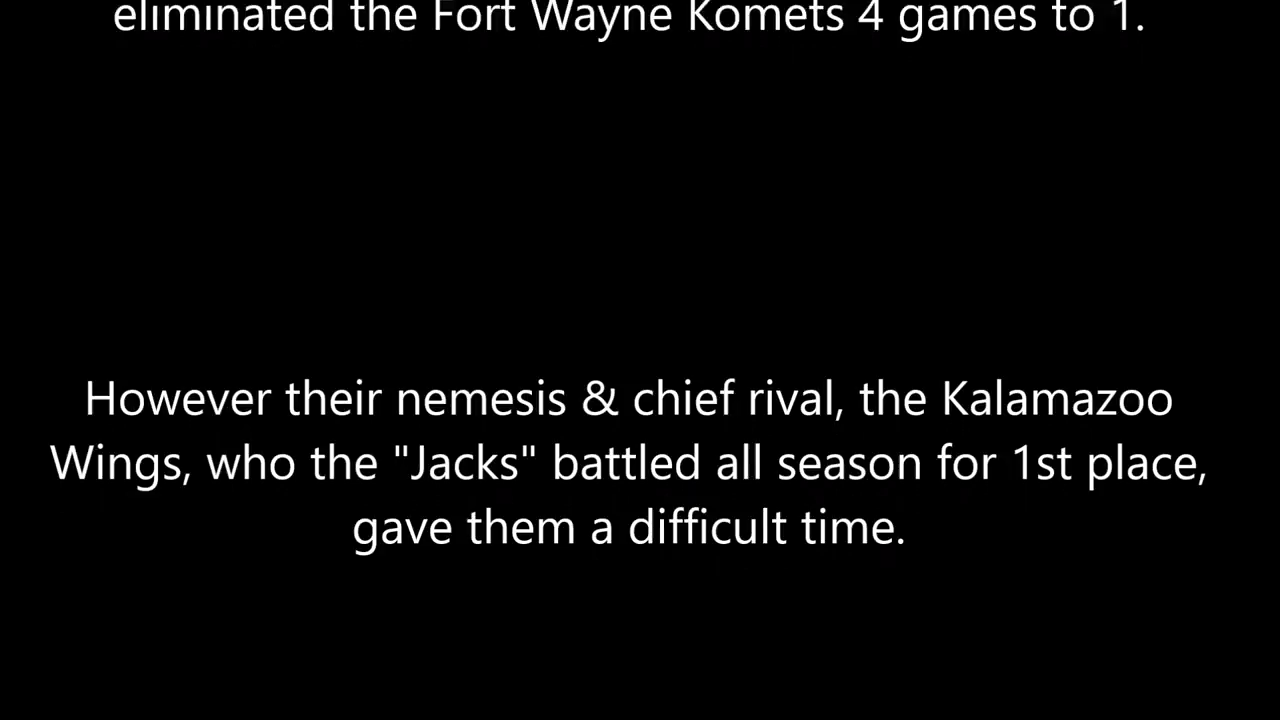 eliminated the Fort Wayne Komets 4 games to 1.
However their nemesis & chief rival, the Kalamazoo
Wings, who the "Jacks" battled all season for 1st place,
gave them a difficult time.